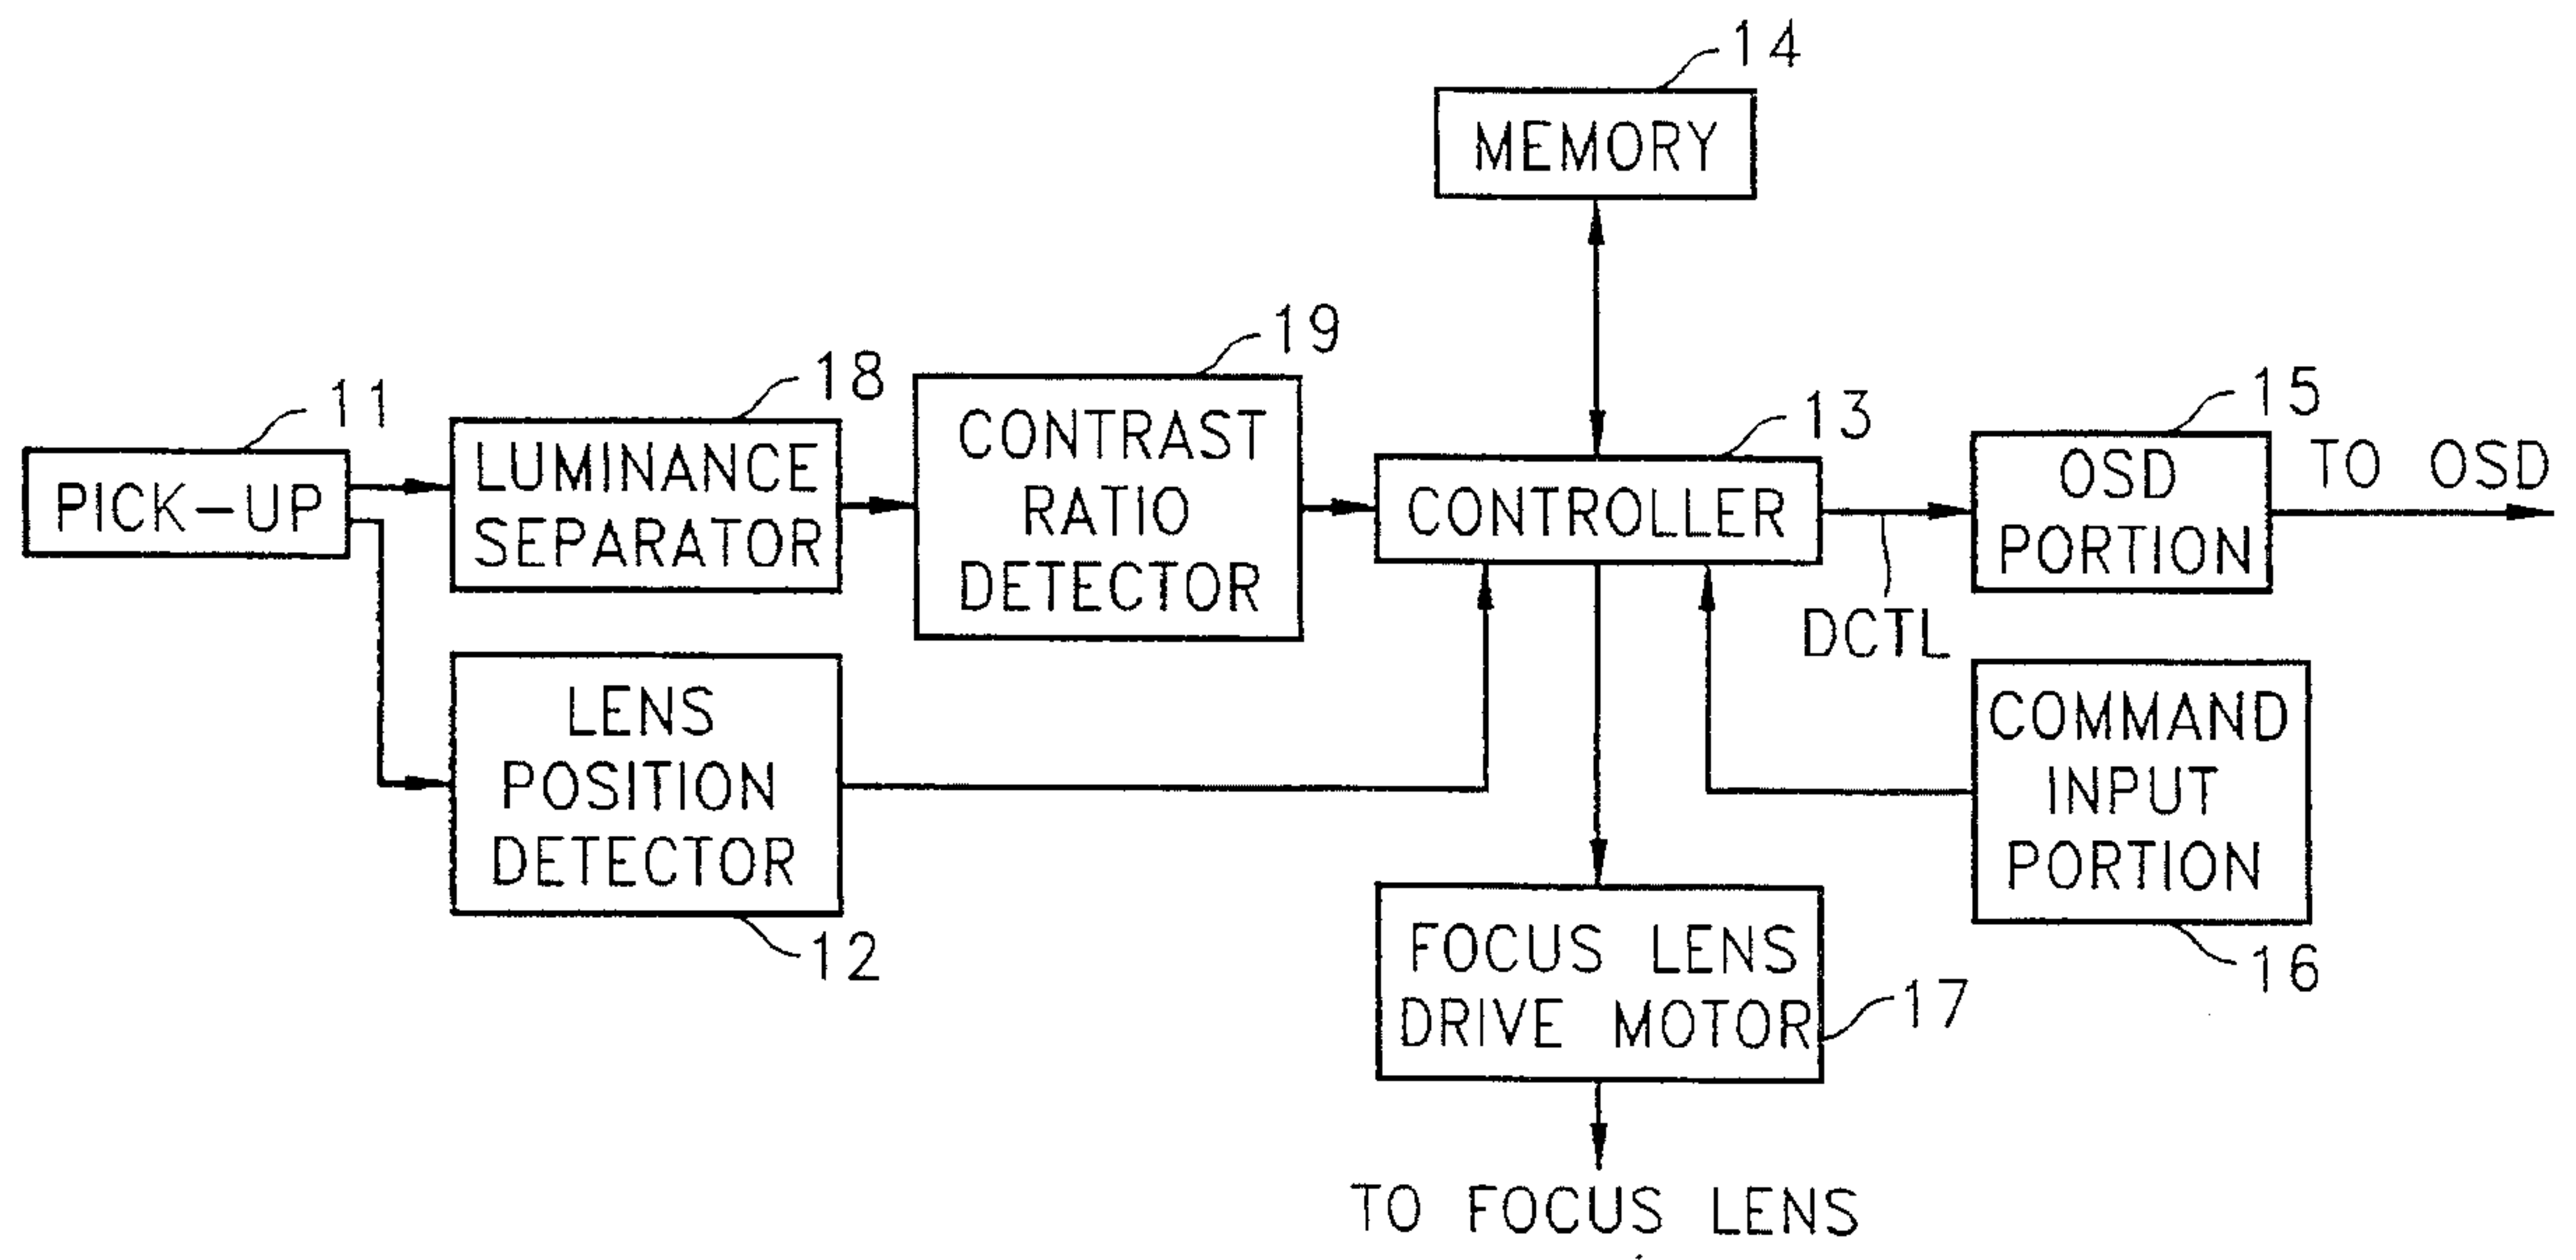 14
MEMORY
19
18
11
13
15
PICK-UP
LUMINANCE
SEPARATOR
CONTRAST
RATIO
DETECTOR
CONTROLLER
OSD
PORTION
TO OSD
DCTL
LENS
POSITION
DETECTOR
12
COMMAND
INPUT
PORTION
16
FOCUS LENS
DRIVE MOTOR
17
TO FOCUS LENS